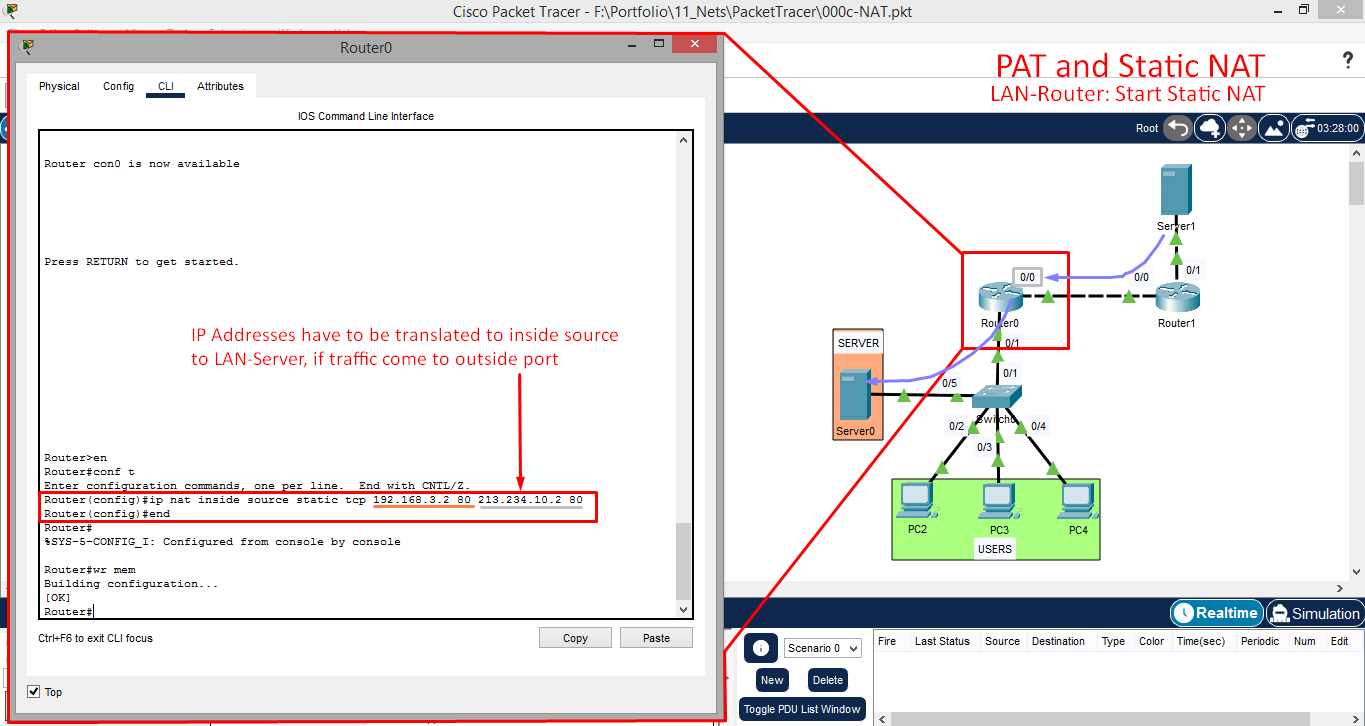 Cisco Packet Tracer - F:\Portfolio\11_Nets\PacketTracer\000c-NAT.pkt
Router0
PAT and Static NAT
LAN-Router: Start Static NAT
?
Physical
Config
CLI
Attributes
IOS Command Line Interface
Router con0 is now available
Press RETURN to get started.
IP Addresses have to be translated to inside source
to LAN-Server, if traffic come to outside port
Router>en
Router#conf t
Enter configuration commands, one per line.  End with CNTL/Z.
Router(config)#ip nat inside source static tcp 192.168.3.2 80 213.234.10.2 80
Router(config)#end
Router#
%SYS-5-CONFIG_I: Configured from console by console
Router#wr mem
Building configuration...
[OK]
Router#
Ctrl+F6 to exit CLI focus
Copy
Paste
Top
Root
03:28:00
Server1
0/1
0/0
0/0
Router0
Router1
0/1
SERVER
0/1
0/5
Server0
Switch0
0/2
0/4
0/3
PC2
PC3
PC4
USERS
Realtime
Simulation
Scenario 0
New
Delete
Toggle PDU List Window
Fire
Last Status
Source
Destination
Type
Color
Time(sec)
Periodic
Num
Edit